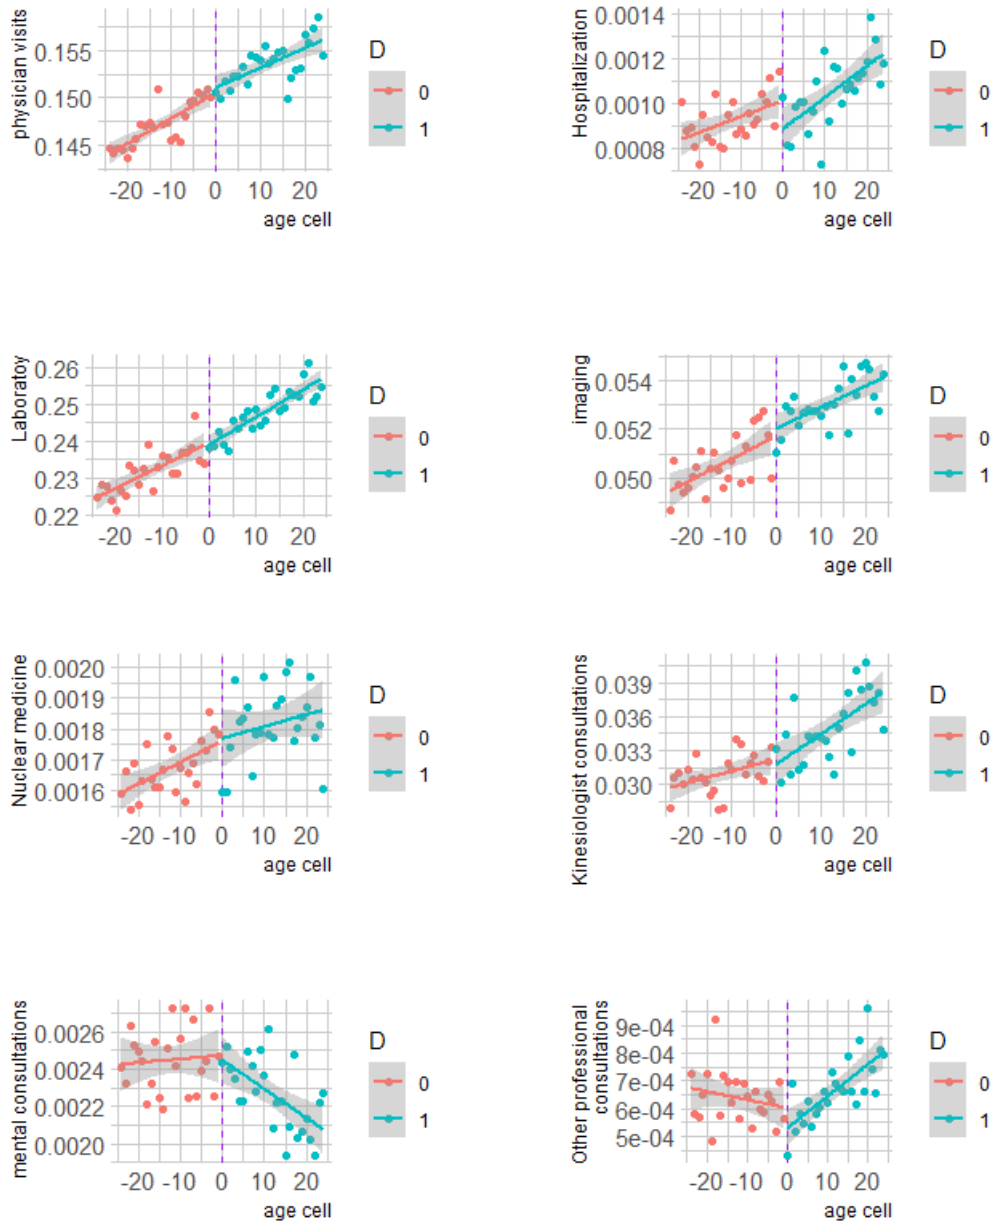 physician visits
0.155
0.150
0.145
-20 -10 0 10 20
age cell
D
0
1
Hospitalization
0.0014
0.0012
0.0010
0.0008
-20 -10 0 10 20
age cell
D
0
1
Laboratoy
0.26
0.25
0.24
0.23
0.22
-20 -10 0 10 20
age cell
D
0
1
imaging
0.054
0.052
0.050
-20 -10 0 10 20
age cell
D
0
1
Nuclear medicine
0.0020
0.0019
0.0018
0.0017
0.0016
-20 -10 0 10 20
age cell
D
0
1
Kinesiologist consultations
0.039
0.036
0.033
0.030
-20 -10 0 10 20
age cell
D
0
1
mental consultations
0.0026
0.0024
0.0022
0.0020
-20 -10 0 10 20
age cell
D
0
1
Other professional
consultations
9e-04
8e-04
7e-04
6e-04
5e-04
-20 -10 0 10 20
age cell
D
0
1